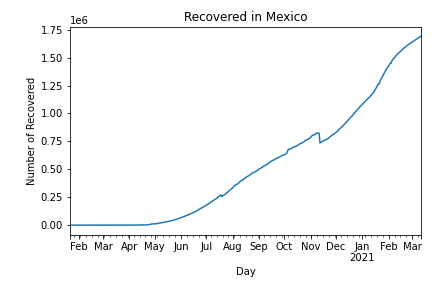 Recovered in Mexico
1e6
1.75
1.50
1.25
1.00
0.75
0.50
0.25
0.00
Number of Recovered
Feb Mar Apr May Jun Jul Aug Sep Oct Nov Dec Jan Feb Mar
2021
Day